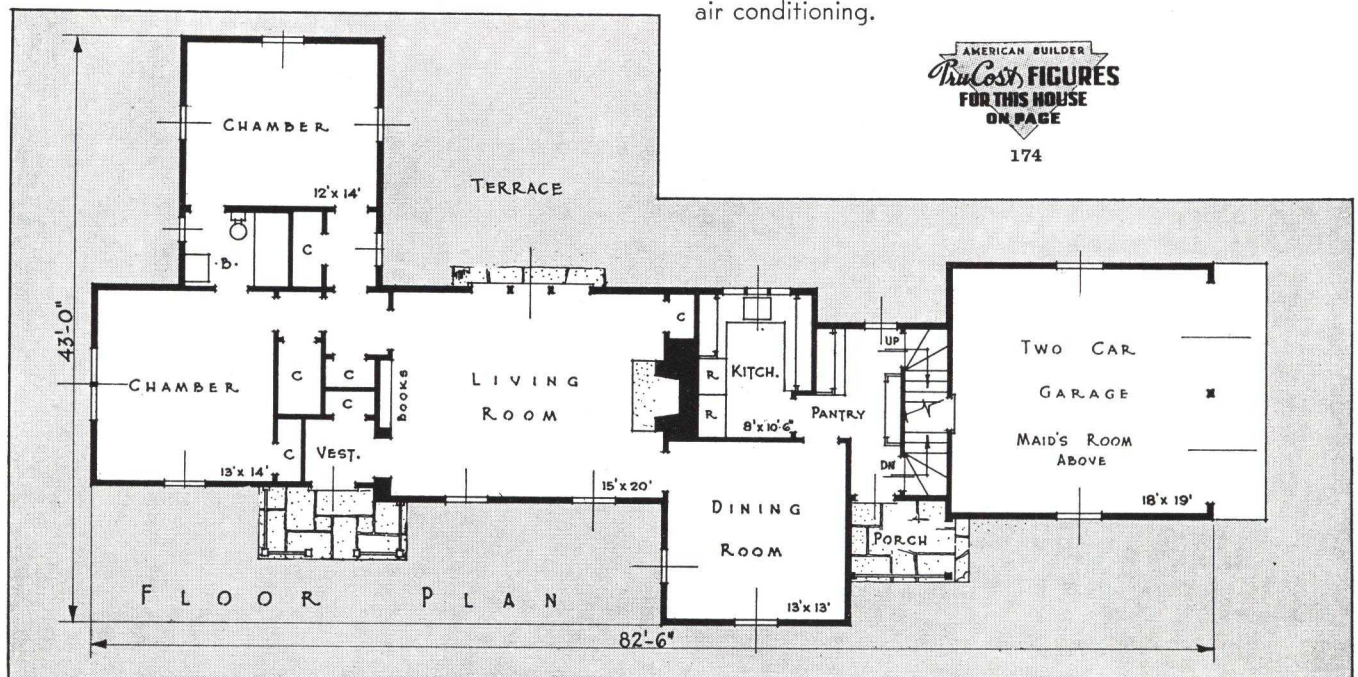 air conditioning.
AMERICAN BUILDER
TruCost FIGURES
FOR THIS HOUSE
ON PAGE
174
CHAMBER
12' x 14'
TERRACE
C
·B·
43'-0"
CHAMBER
13' x 14'
C
C
C
C
VEST.
BOOKS
LIVING
ROOM
15' x 20'
C
R
R
KITCH.
8' x 10'-6"
PANTRY
UP
DN
DINING
ROOM
13' x 13'
PORCH
TWO CAR
GARAGE
MAID'S ROOM
ABOVE
18' x 19'
FLOOR PLAN
82'-6"